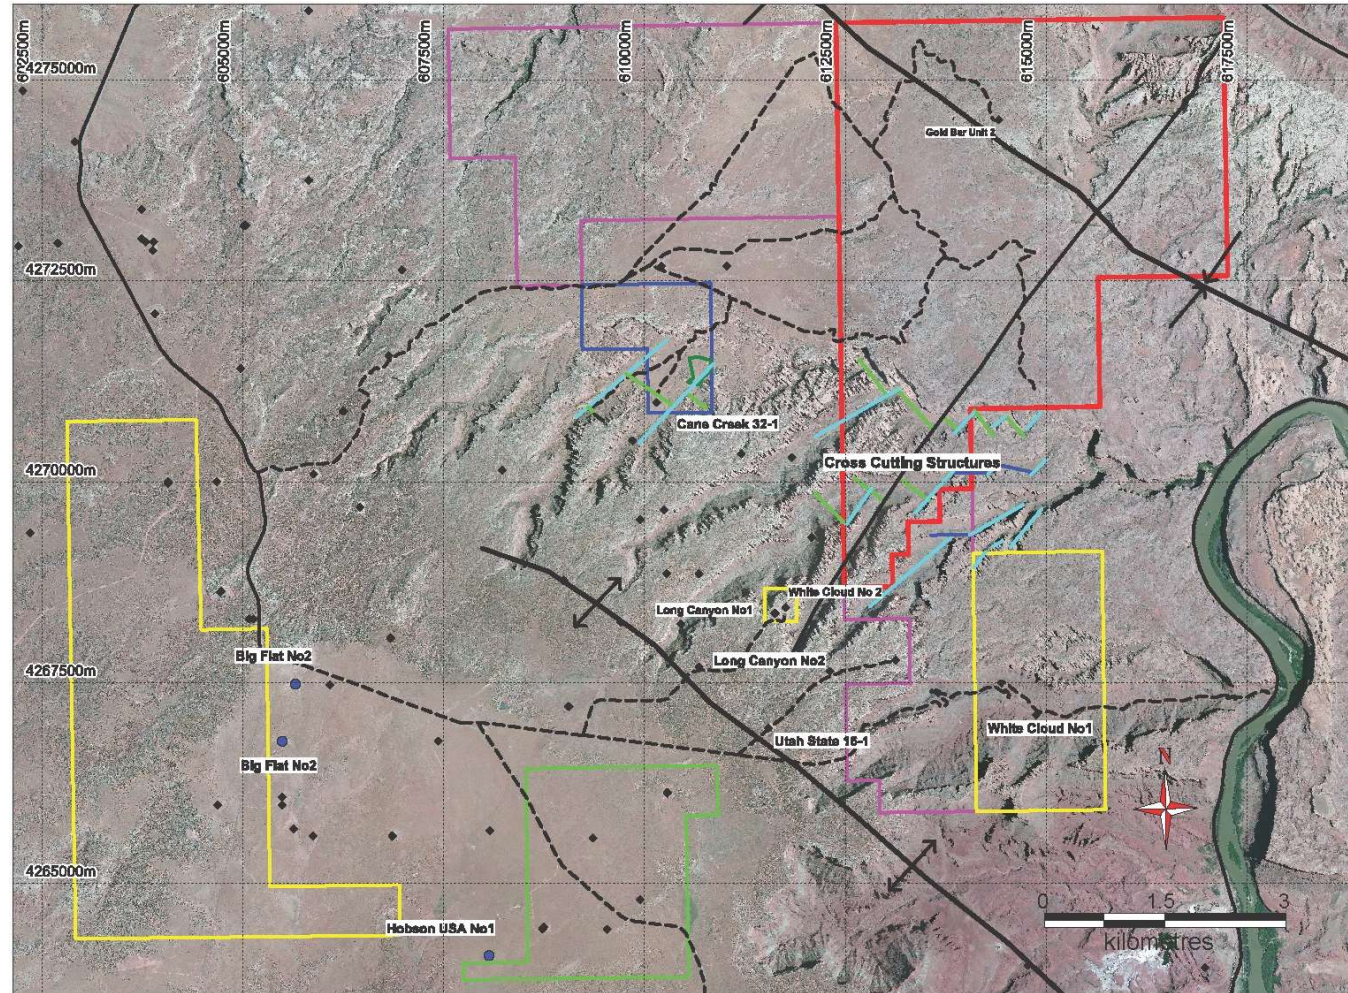 602500m
605000m
607500m
610000m
612500m
615000m
617500m
4275000m
Gold Bar Unit 2
4272500m
Cane Creek 32-1
4270000m
Cross Cutting Structures
White Cloud No 2
Long Canyon No1
4267500m
Big Flat No2
Long Canyon No2
White Cloud No1
Utah State 16-1
Big Flat No2
N
4265000m
0 1.5 3
kilometres
Hobson USA No1